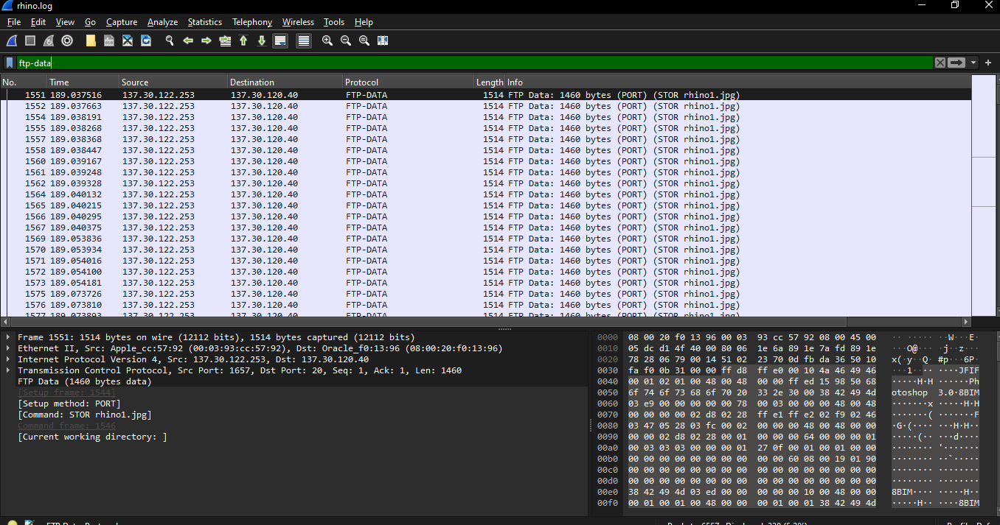 rhino.log
File Edit View Go Capture Analyze Statistics Telephony Wireless Tools Help
ftp-data
No. Time Source Destination Protocol Length Info
1551 189.037516 137.30.122.253 137.30.120.40 FTP-DATA 1514 FTP Data: 1460 bytes (PORT) (STOR rhino1.jpg)
1552 189.037663 137.30.122.253 137.30.120.40 FTP-DATA 1514 FTP Data: 1460 bytes (PORT) (STOR rhino1.jpg)
1554 189.038191 137.30.122.253 137.30.120.40 FTP-DATA 1514 FTP Data: 1460 bytes (PORT) (STOR rhino1.jpg)
1555 189.038268 137.30.122.253 137.30.120.40 FTP-DATA 1514 FTP Data: 1460 bytes (PORT) (STOR rhino1.jpg)
1557 189.038368 137.30.122.253 137.30.120.40 FTP-DATA 1514 FTP Data: 1460 bytes (PORT) (STOR rhino1.jpg)
1558 189.038447 137.30.122.253 137.30.120.40 FTP-DATA 1514 FTP Data: 1460 bytes (PORT) (STOR rhino1.jpg)
1560 189.039167 137.30.122.253 137.30.120.40 FTP-DATA 1514 FTP Data: 1460 bytes (PORT) (STOR rhino1.jpg)
1561 189.039248 137.30.122.253 137.30.120.40 FTP-DATA 1514 FTP Data: 1460 bytes (PORT) (STOR rhino1.jpg)
1562 189.039328 137.30.122.253 137.30.120.40 FTP-DATA 1514 FTP Data: 1460 bytes (PORT) (STOR rhino1.jpg)
1564 189.040132 137.30.122.253 137.30.120.40 FTP-DATA 1514 FTP Data: 1460 bytes (PORT) (STOR rhino1.jpg)
1565 189.040215 137.30.122.253 137.30.120.40 FTP-DATA 1514 FTP Data: 1460 bytes (PORT) (STOR rhino1.jpg)
1566 189.040295 137.30.122.253 137.30.120.40 FTP-DATA 1514 FTP Data: 1460 bytes (PORT) (STOR rhino1.jpg)
1567 189.040375 137.30.122.253 137.30.120.40 FTP-DATA 1514 FTP Data: 1460 bytes (PORT) (STOR rhino1.jpg)
1569 189.053836 137.30.122.253 137.30.120.40 FTP-DATA 1514 FTP Data: 1460 bytes (PORT) (STOR rhino1.jpg)
1570 189.053934 137.30.122.253 137.30.120.40 FTP-DATA 1514 FTP Data: 1460 bytes (PORT) (STOR rhino1.jpg)
1571 189.054016 137.30.122.253 137.30.120.40 FTP-DATA 1514 FTP Data: 1460 bytes (PORT) (STOR rhino1.jpg)
1572 189.054100 137.30.122.253 137.30.120.40 FTP-DATA 1514 FTP Data: 1460 bytes (PORT) (STOR rhino1.jpg)
1573 189.054181 137.30.122.253 137.30.120.40 FTP-DATA 1514 FTP Data: 1460 bytes (PORT) (STOR rhino1.jpg)
1575 189.073726 137.30.122.253 137.30.120.40 FTP-DATA 1514 FTP Data: 1460 bytes (PORT) (STOR rhino1.jpg)
1576 189.073810 137.30.122.253 137.30.120.40 FTP-DATA 1514 FTP Data: 1460 bytes (PORT) (STOR rhino1.jpg)
1577 189.073893 137.30.122.253 137.30.120.40 FTP-DATA 1514 FTP Data: 1460 bytes (PORT) (STOR rhino1.jpg)
Frame 1551: 1514 bytes on wire (12112 bits), 1514 bytes captured (12112 bits)
Ethernet II, Src: Apple_cc:57:92 (00:03:93:cc:57:92), Dst: Oracle_f0:13:96 (08:00:20:f0:13:96)
Internet Protocol Version 4, Src: 137.30.122.253, Dst: 137.30.120.40
Transmission Control Protocol, Src Port: 1657, Dst Port: 20, Seq: 1, Ack: 1, Len: 1460
FTP Data (1460 bytes data)
[Setup frame: 1544]
[Setup method: PORT]
[Command: STOR rhino1.jpg]
Command frame: 1546
[Current working directory: ]
0000 08 00 20 f0 13 96 00 03 93 cc 57 92 08 00 45 00 ·· ····· ··W···E·
0010 05 dc d1 4f 40 00 80 06 1e 6a 89 1e 7a fd 89 1e ···O@··· ·j··z···
0020 78 28 06 79 00 14 51 02 23 70 0d fb da 36 50 10 x(·y··Q· #p···6P·
0030 fa f0 0b 31 00 00 ff d8 ff e0 00 10 4a 46 49 46 ···1···· ····JFIF
0040 00 01 02 01 00 48 00 48 00 00 ff ed 15 98 50 68 ·····H·H ······Ph
0050 6f 74 6f 73 68 6f 70 20 33 2e 30 00 38 42 49 4d otoshop 3.0·8BIM
0060 03 e9 00 00 00 00 00 78 00 03 00 00 00 48 00 48 ·······x ·····H·H
0070 00 00 00 00 02 d8 02 28 ff e1 ff e2 02 f9 02 46 ·······( ·······F
0080 03 47 05 28 03 fc 00 02 00 00 00 48 00 48 00 00 ·G·(···· ···H·H··
0090 00 00 02 d8 02 28 00 01 00 00 00 64 00 00 00 01 ·····(·· ···d····
00a0 00 03 03 03 00 00 00 01 27 0f 00 01 00 01 00 00 ········ '·······
00b0 00 00 00 00 00 00 00 00 00 60 08 00 19 01 90 ········ ·`·····
00c0 00 00 00 00 00 00 00 00 00 00 00 00 00 00 00 00 ········ ········
00d0 00 00 00 00 00 00 00 00 00 00 00 00 00 00 00 00 ········ ········
00e0 38 42 49 4d 03 ed 00 00 00 00 00 10 00 48 00 00 8BIM···· ·····H··
00f0 00 01 00 01 00 48 00 00 00 01 00 01 38 42 49 4d ·····H·· ····8BIM